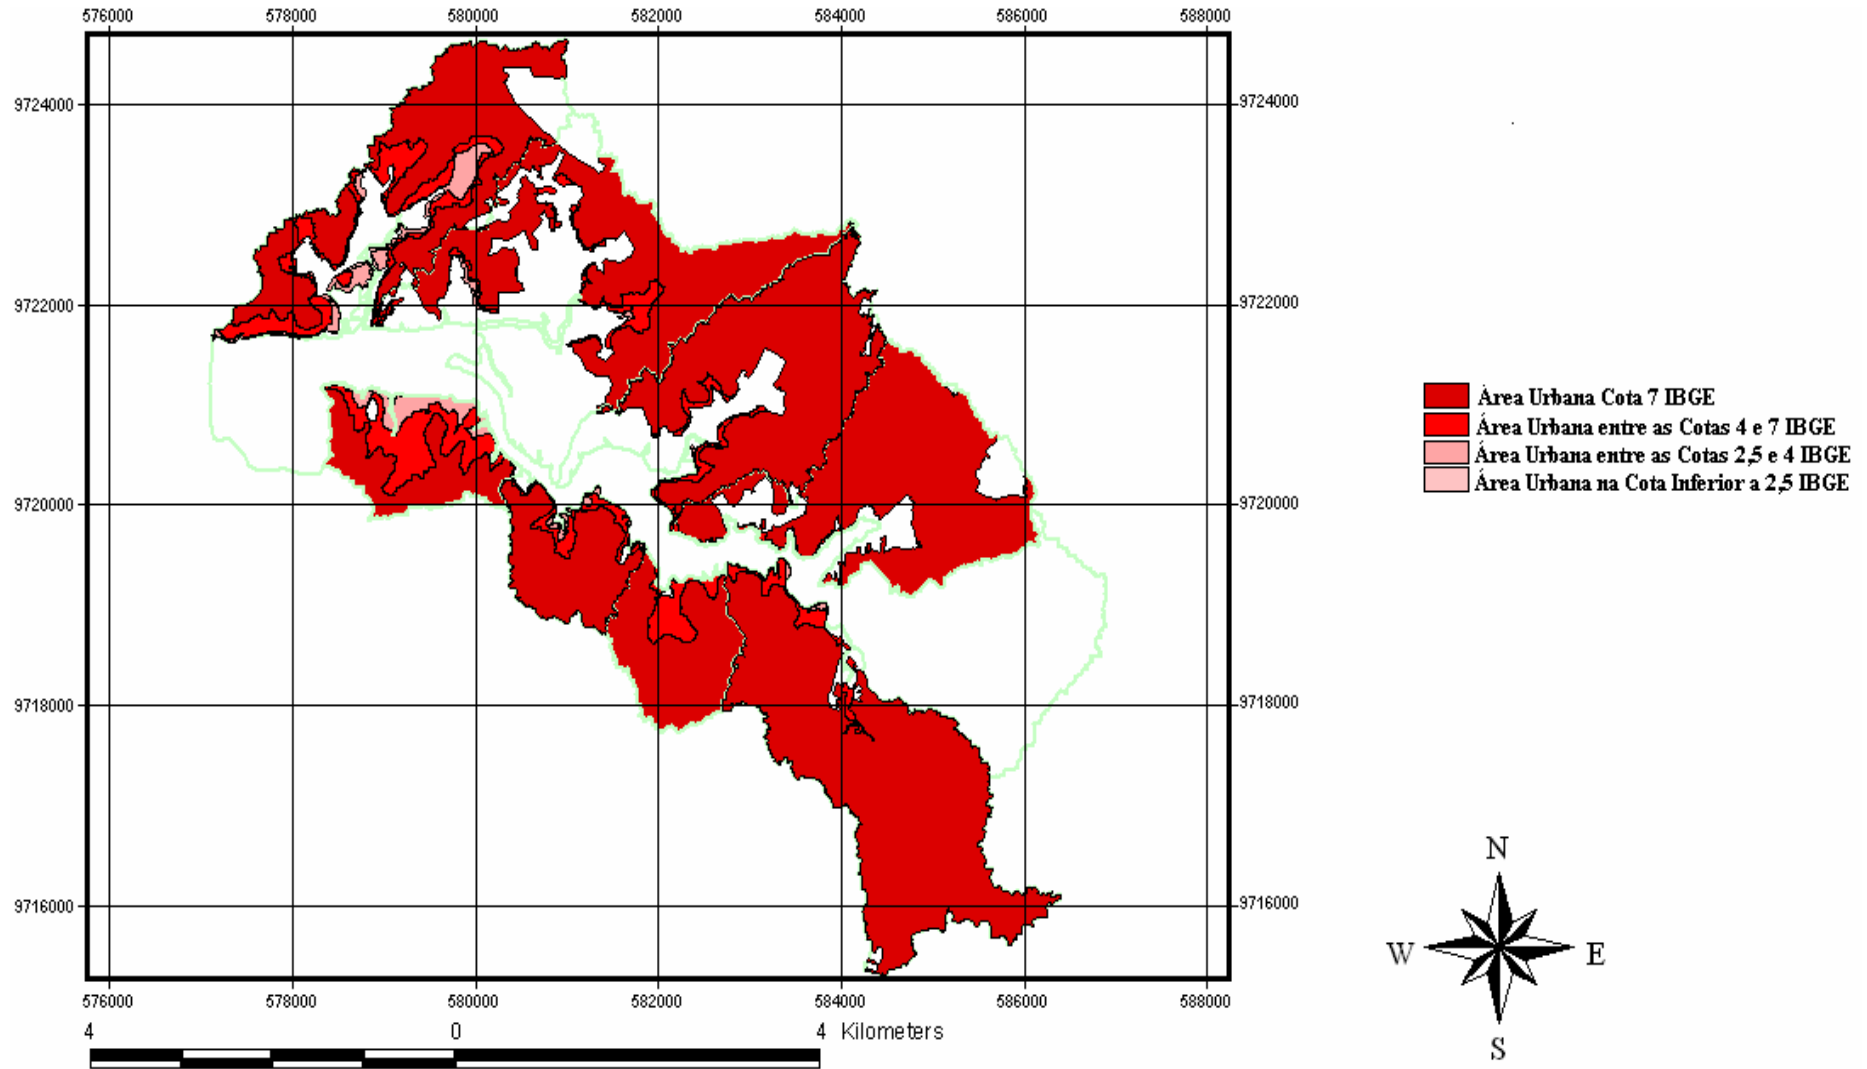 576000 578000 580000 582000 584000 586000 588000
9724000 9724000
9722000 9722000
9720000 9720000
9718000 9718000
9716000 9716000
576000 578000 580000 582000 584000 586000 588000
4 0 4 Kilometers
Área Urbana Cota 7 IBGE
Área Urbana entre as Cotas 4 e 7 IBGE
Área Urbana entre as Cotas 2,5 e 4 IBGE
Área Urbana na Cota Inferior a 2,5 IBGE
N
W E
S